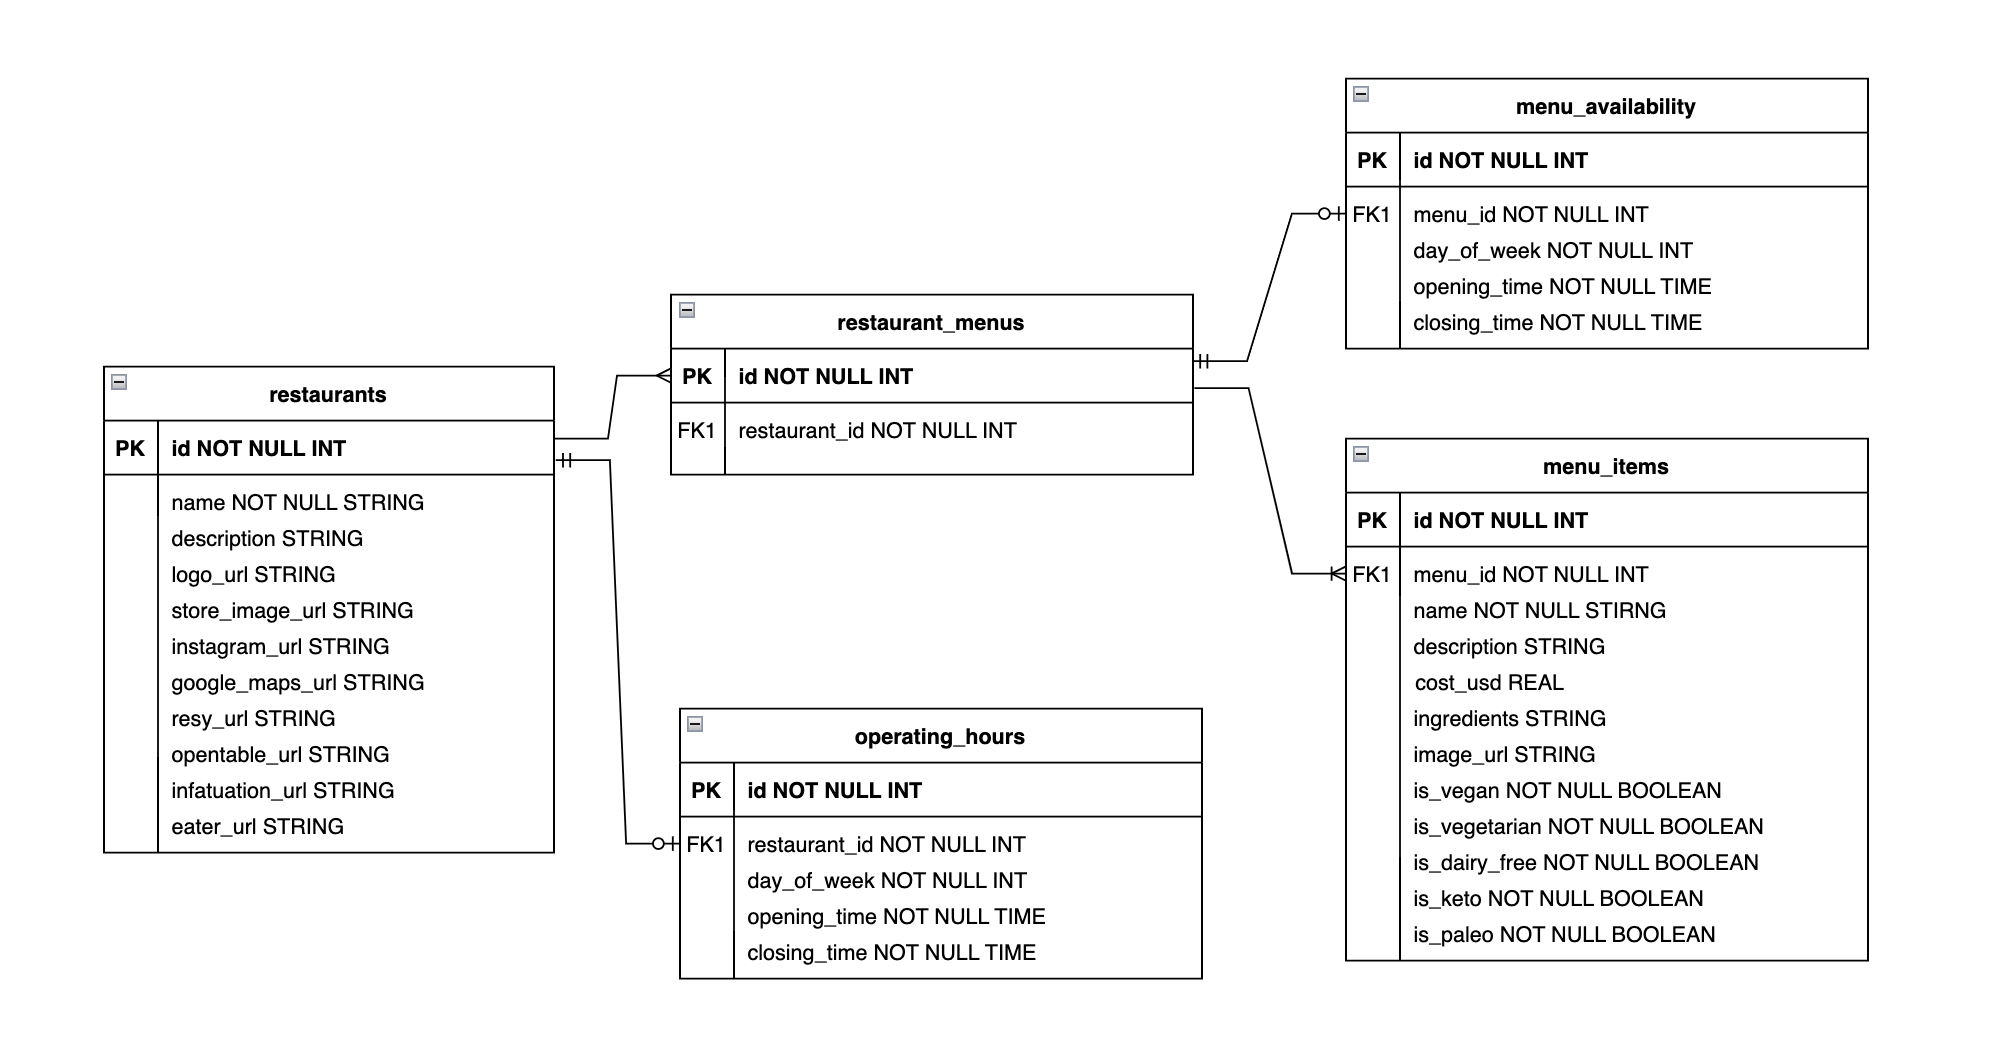 restaurants
PK id NOT NULL INT
name NOT NULL STRING
description STRING
logo_url STRING
store_image_url STRING
instagram_url STRING
google_maps_url STRING
resy_url STRING
opentable_url STRING
infatuation_url STRING
eater_url STRING
restaurant_menus
PK id NOT NULL INT
FK1 restaurant_id NOT NULL INT
operating_hours
PK id NOT NULL INT
FK1 restaurant_id NOT NULL INT
day_of_week NOT NULL INT
opening_time NOT NULL TIME
closing_time NOT NULL TIME
menu_availability
PK id NOT NULL INT
FK1 menu_id NOT NULL INT
day_of_week NOT NULL INT
opening_time NOT NULL TIME
closing_time NOT NULL TIME
menu_items
PK id NOT NULL INT
FK1 menu_id NOT NULL INT
name NOT NULL STIRNG
description STRING
cost_usd REAL
ingredients STRING
image_url STRING
is_vegan NOT NULL BOOLEAN
is_vegetarian NOT NULL BOOLEAN
is_dairy_free NOT NULL BOOLEAN
is_keto NOT NULL BOOLEAN
is_paleo NOT NULL BOOLEAN